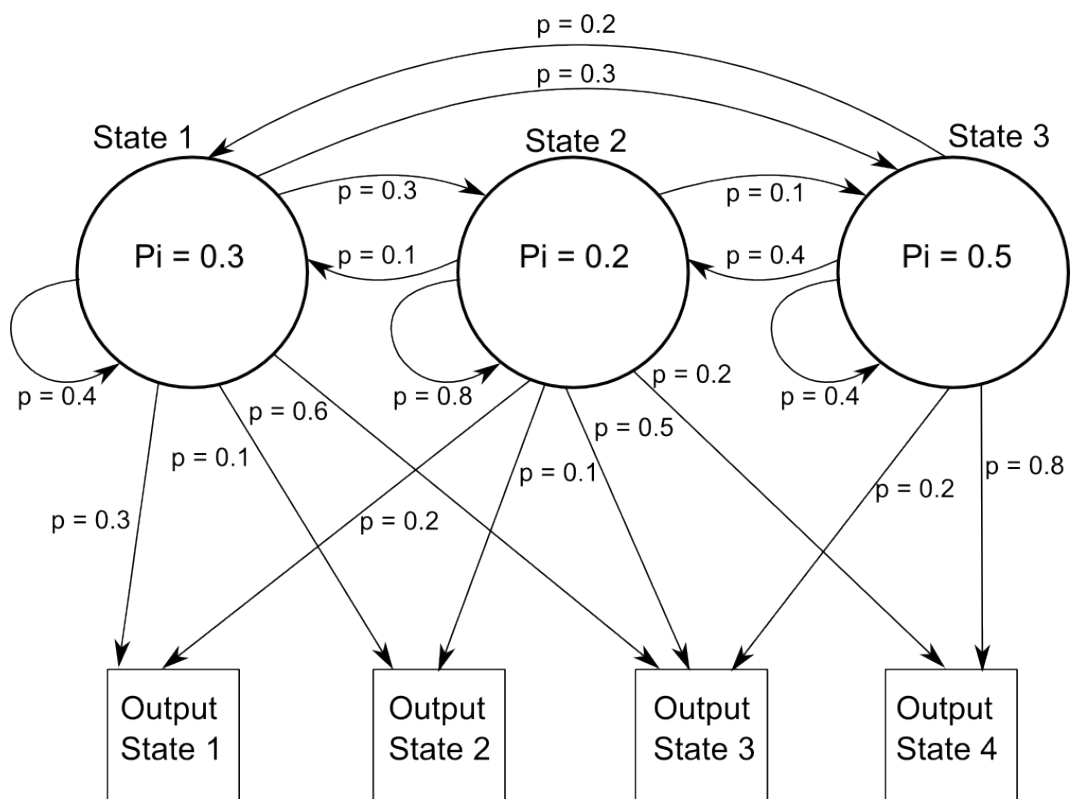 p = 0.2
p = 0.3
State 1
State 2
State 3
p = 0.3
p = 0.1
Pi = 0.3
Pi = 0.2
Pi = 0.5
p = 0.1
p = 0.4
p = 0.4
p = 0.8
p = 0.4
p = 0.2
p = 0.6
p = 0.5
p = 0.1
p = 0.1
p = 0.8
p = 0.2
p = 0.3
p = 0.2
Output
State 1
Output
State 2
Output
State 3
Output
State 4